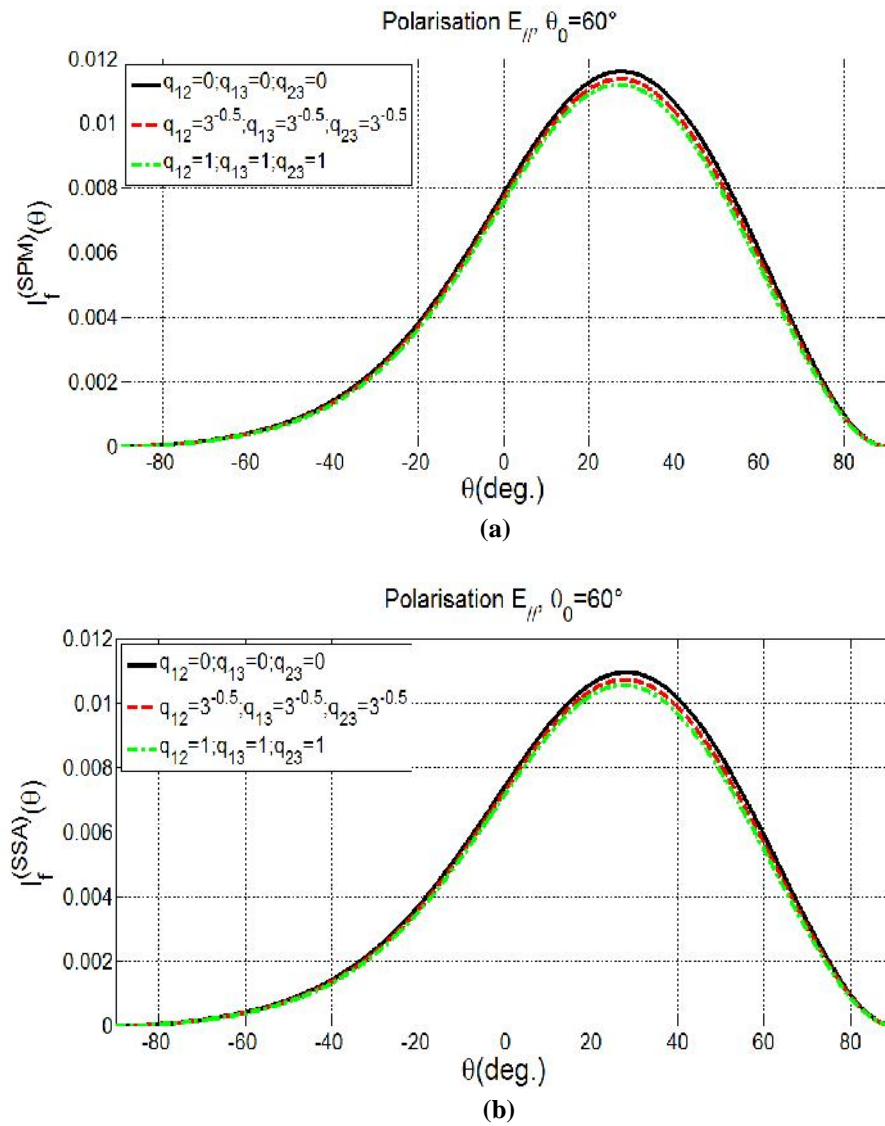 Polarisation E//, θ0=60°
0.012
0.01
0.008
0.006
0.004
0.002
0
q12=0;q13=0;q23=0
q12=3^-0.5;q13=3^-0.5;q23=3^-0.5
q12=1;q13=1;q23=1
If(SPM)(θ)
-80 -60 -40 -20 0 20 40 60 80
θ(deg.)
(a)
Polarisation E//, θ0=60°
0.012
0.01
0.008
0.006
0.004
0.002
0
q12=0;q13=0;q23=0
q12=3^-0.5,q13=3^-0.5,q23=3^-0.5
q12=1;q13=1;q23=1
If(SSA)(θ)
-80 -60 -40 -20 0 20 40 60 80
θ(deg.)
(b)